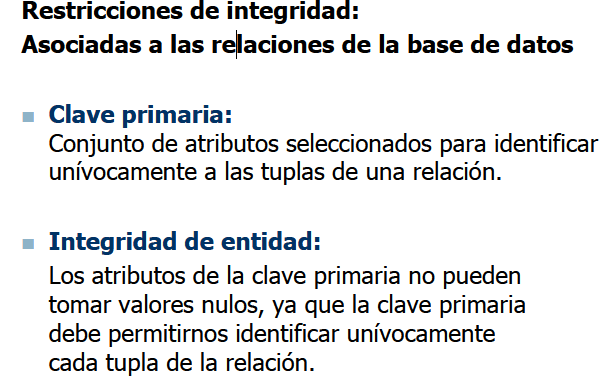 Restricciones de integridad:
Asociadas a las relaciones de la base de datos
Clave primaria:
Conjunto de atributos seleccionados para identificar
unívocamente a las tuplas de una relación.
Integridad de entidad:
Los atributos de la clave primaria no pueden
tomar valores nulos, ya que la clave primaria
debe permitirnos identificar unívocamente
cada tupla de la relación.